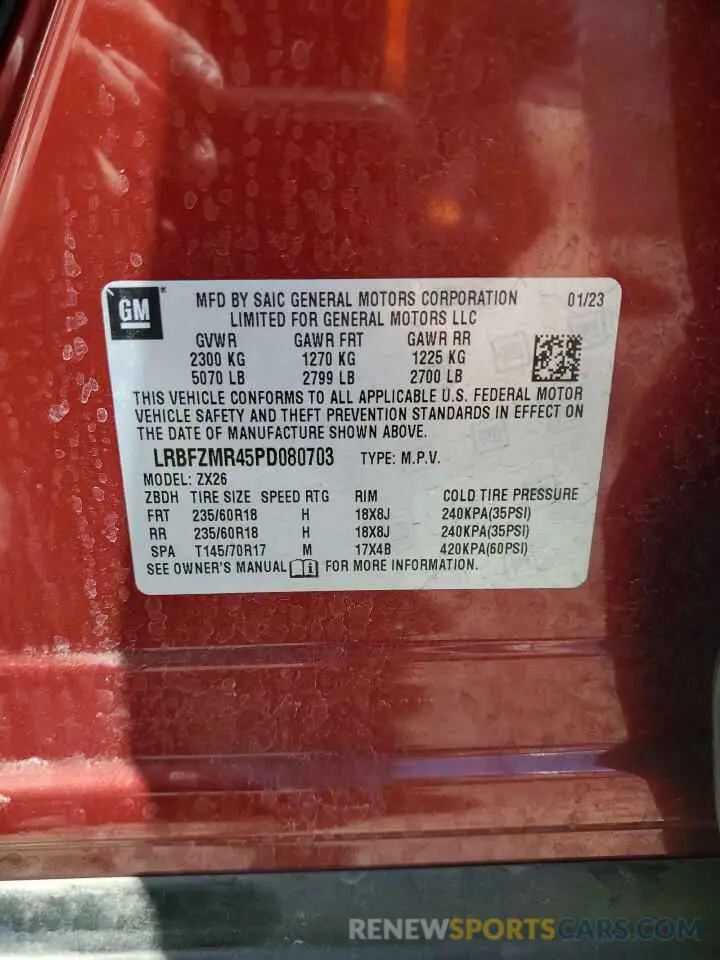 GM ® MFD BY SAIC GENERAL MOTORS CORPORATION 01/23
LIMITED FOR GENERAL MOTORS LLC
GVWR GAWR FRT GAWR RR
2300 KG 1270 KG 1225 KG
5070 LB 2799 LB 2700 LB
THIS VEHICLE CONFORMS TO ALL APPLICABLE U.S. FEDERAL MOTOR
VEHICLE SAFETY AND THEFT PREVENTION STANDARDS IN EFFECT ON
THE DATE OF MANUFACTURE SHOWN ABOVE.
LRBFZMR45PD080703 TYPE: M.P.V.
MODEL: ZX26
ZBDH TIRE SIZE SPEED RTG RIM COLD TIRE PRESSURE
FRT 235/60R18 H 18X8J 240KPA(35PSI)
RR 235/60R18 H 18X8J 240KPA(35PSI)
SPA T145/70R17 M 17X4B 420KPA(60PSI)
SEE OWNER'S MANUAL FOR MORE INFORMATION.
RENEWSPORTSCARS.COM